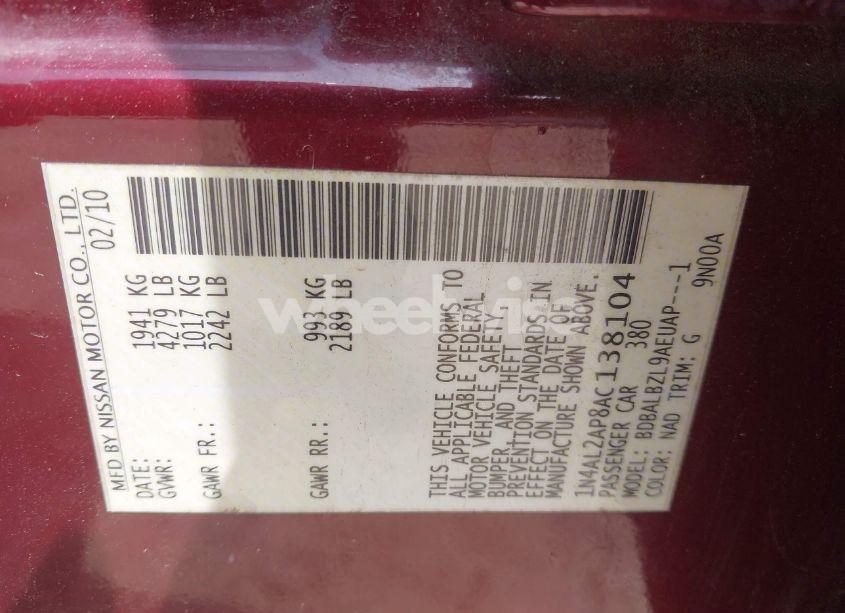 MFD BY NISSAN MOTOR CO., LTD.
DATE: 02/10
GVWR: 1941 KG
4279 LB
GAWR FR.: 1017 KG
2242 LB
GAWR RR.: 993 KG
2189 LB
THIS VEHICLE CONFORMS TO
ALL APPLICABLE FEDERAL
MOTOR VEHICLE SAFETY,
BUMPER, AND THEFT
PREVENTION STANDARDS IN
EFFECT ON THE DATE OF
MANUFACTURE SHOWN ABOVE.
1N4AL2AP8AC138104
PASSENGER CAR 380
MODEL: BDBALBZL9AEUAP---1
COLOR: NAD TRIM: G 9N00A